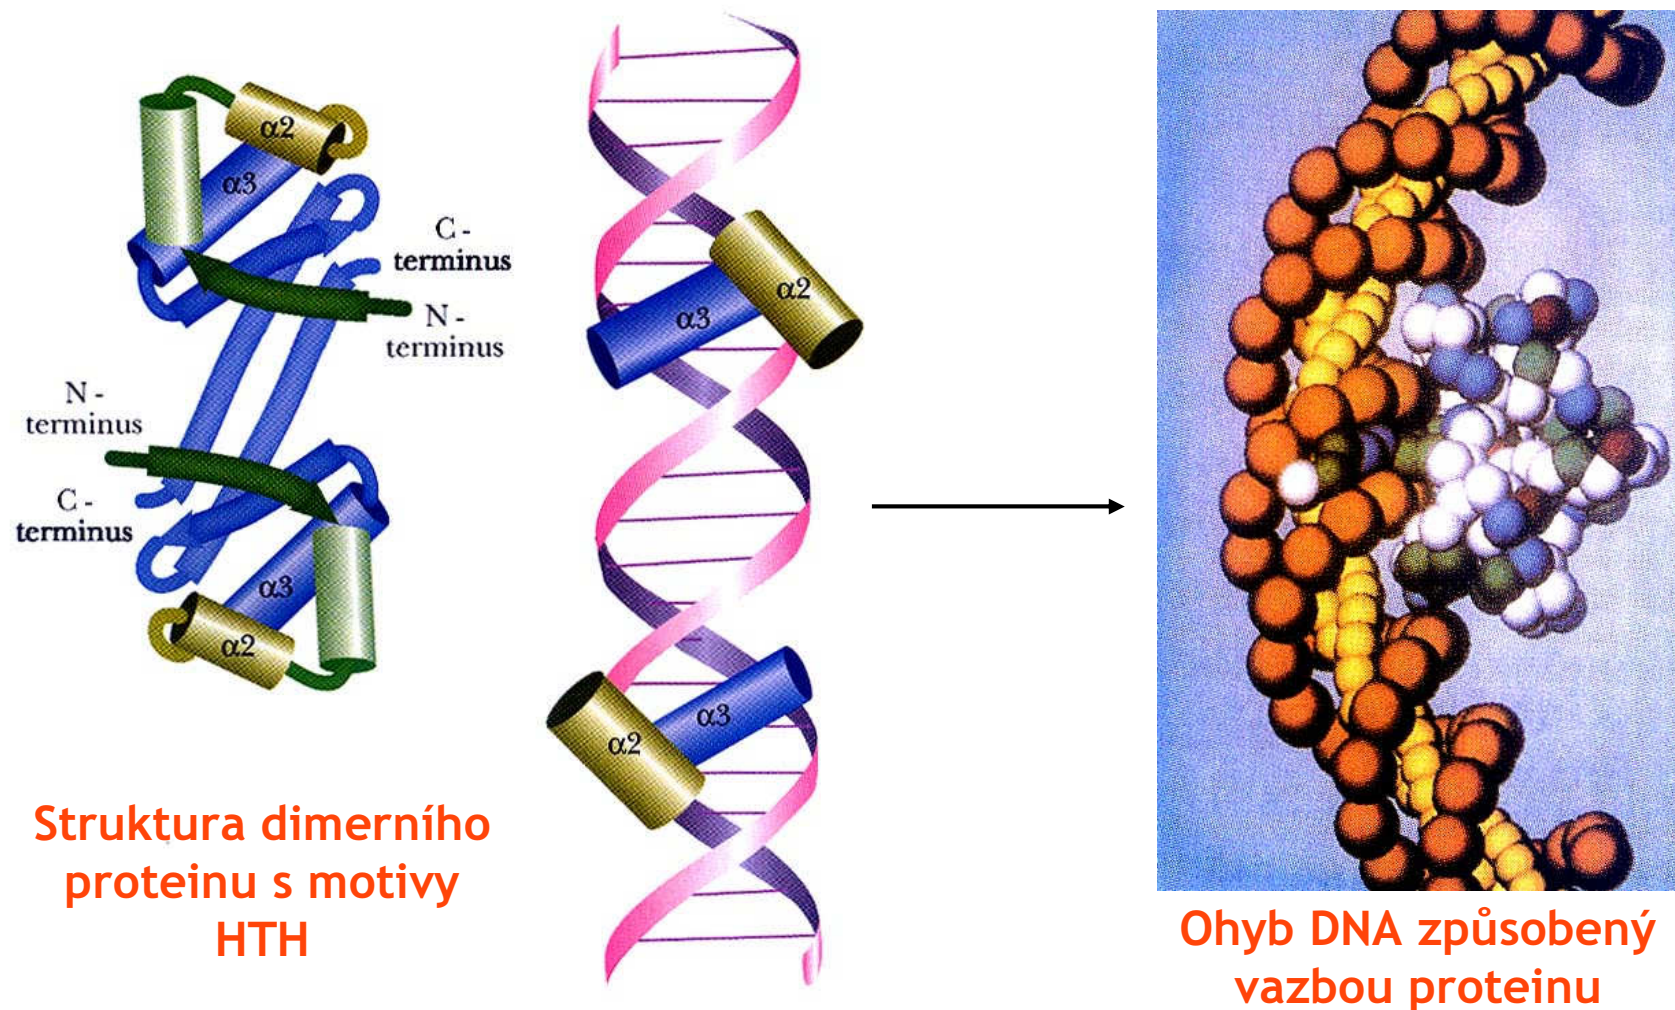 α2
α3
C -
terminus
N -
terminus
N -
terminus
C -
terminus
α3
α2
Struktura dimerního
proteinu s motivy
HTH
α2
α3
α3
α2
Ohyb DNA způsobený
vazbou proteinu